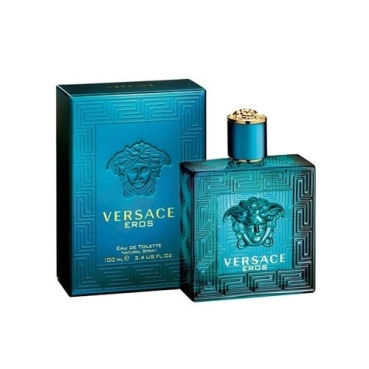 VERSACE
EROS
EAU DE TOILETTE
NATURAL SPRAY
100 ML ℮ 3.4 US FL.OZ.
VERSACE
EROS